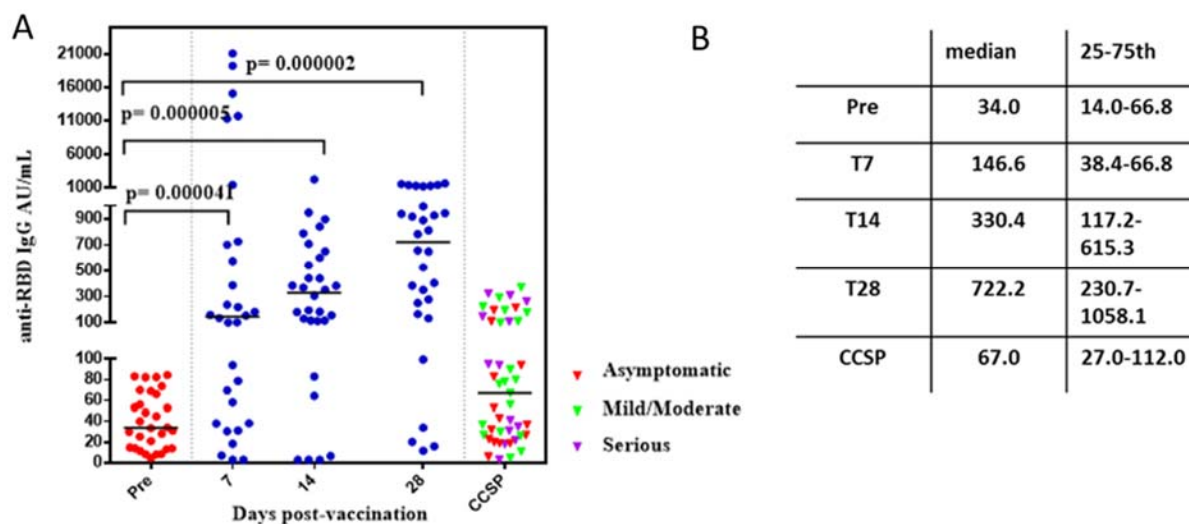 A
21000
16000
11000
6000
1000
900
700
500
300
100
100
80
60
40
20
0
anti-RBD IgG AU/mL
p= 0.000002
p= 0.000005
p= 0.000041
Pre
7
14
28
CCSP
Days post-vaccination
Asymptomatic
Mild/Moderate
Serious
B
median 25-75th
Pre 34.0 14.0-66.8
T7 146.6 38.4-66.8
T14 330.4 117.2-
615.3
T28 722.2 230.7-
1058.1
CCSP 67.0 27.0-112.0